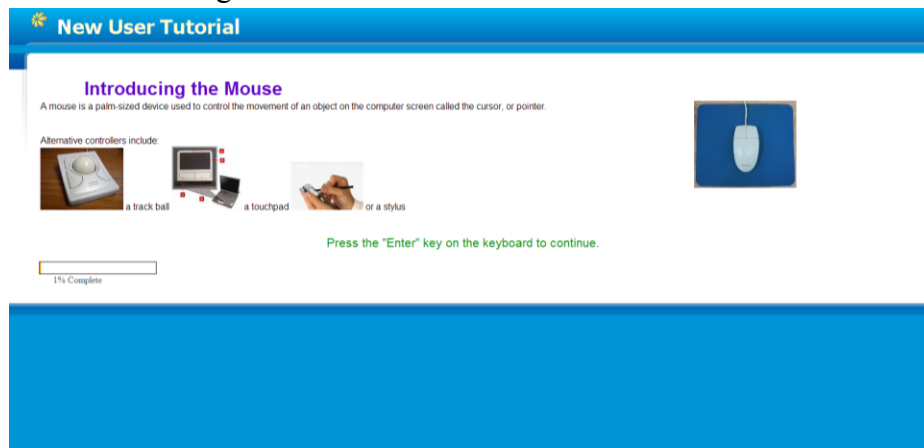 New User Tutorial
Introducing the Mouse
A mouse is a palm-sized device used to control the movement of an object on the computer screen called the cursor, or pointer.
Alternative controllers include:
a track ball a touchpad or a stylus
Press the "Enter" key on the keyboard to continue.
1% Complete